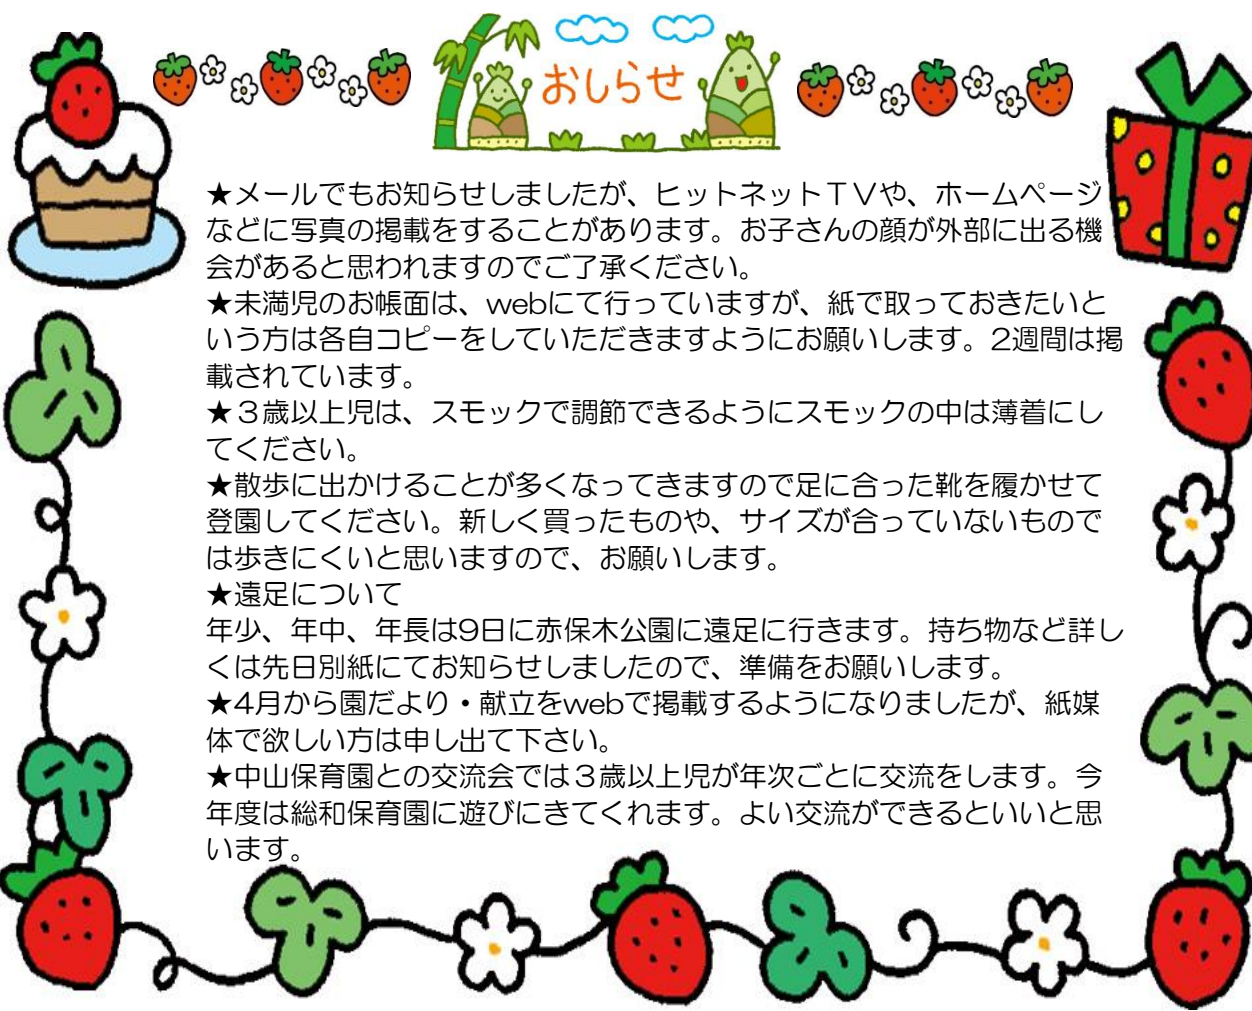 おしらせ
★メールでもお知らせしましたが、ヒットネットＴＶや、ホームページ
などに写真の掲載をすることがあります。お子さんの顔が外部に出る機
会があると思われますのでご了承ください。
★未満児のお帳面は、webにて行っていますが、紙で取っておきたいと
いう方は各自コピーをしていただきますようにお願いします。2週間は掲
載されています。
★３歳以上児は、スモックで調節できるようにスモックの中は薄着にし
てください。
★散歩に出かけることが多くなってきますので足に合った靴を履かせて
登園してください。新しく買ったものや、サイズが合っていないもので
は歩きにくいと思いますので、お願いします。
★遠足について
年少、年中、年長は9日に赤保木公園に遠足に行きます。持ち物など詳し
くは先日別紙にてお知らせしましたので、準備をお願いします。
★4月から園だより・献立をwebで掲載するようになりましたが、紙媒
体で欲しい方は申し出て下さい。
★中山保育園との交流会では３歳以上児が年次ごとに交流をします。今
年度は総和保育園に遊びにきてくれます。よい交流ができるといいと思
います。